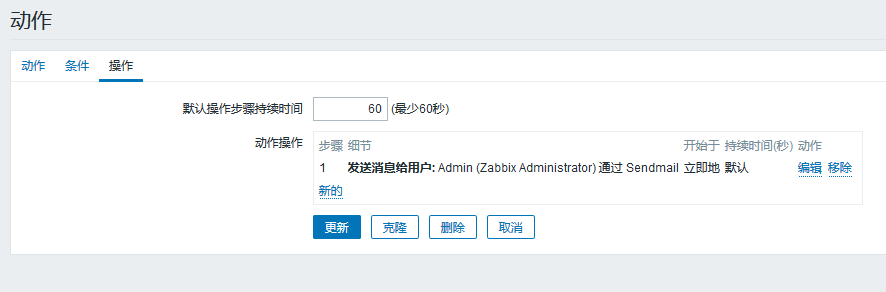 动作
动作 条件 操作
默认操作步骤持续时间 60 (最少60秒)
动作操作 步骤 细节 开始于 持续时间(秒) 动作
1 发送消息给用户: Admin (Zabbix Administrator) 通过 Sendmail 立即地 默认 编辑 移除
新的
更新 克隆 删除 取消